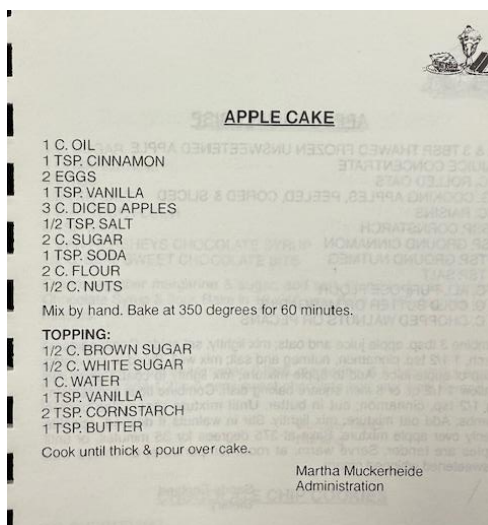 APPLE CAKE
1 C. OIL
1 TSP. CINNAMON
2 EGGS
1 TSP. VANILLA
3 C. DICED APPLES
1/2 TSP. SALT
2 C. SUGAR
1 TSP. SODA
2 C. FLOUR
1/2 C. NUTS
Mix by hand. Bake at 350 degrees for 60 minutes.
TOPPING:
1/2 C. BROWN SUGAR
1/2 C. WHITE SUGAR
1 C. WATER
1 TSP. VANILLA
2 TSP. CORNSTARCH
1 TSP. BUTTER
Cook until thick & pour over cake.
Martha Muckerheide
Administration